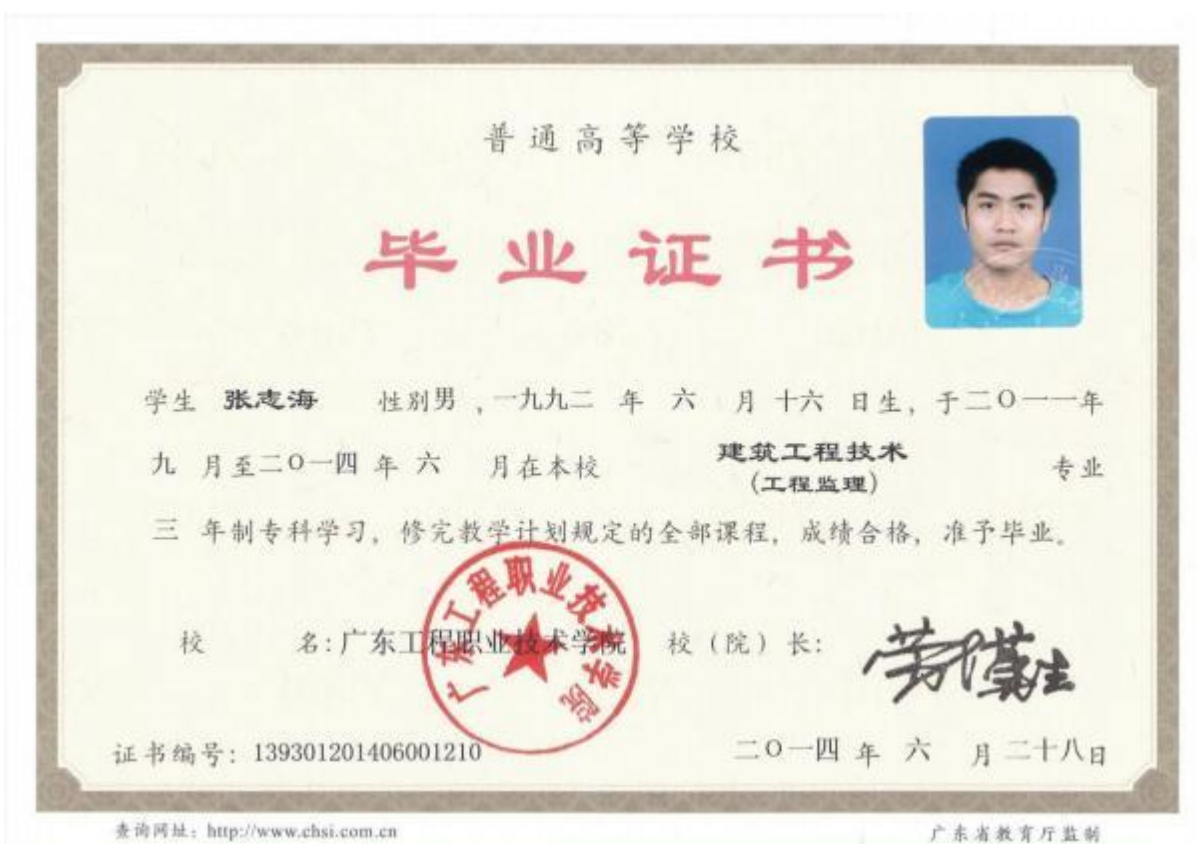 普通高等学校
毕业证书
学生 张志海 性别男，一九九二 年 六 月 十六 日生，于二〇一一年
九 月至二〇一四 年 六 月在本校 建筑工程技术 专业
（工程监理）
三 年制专科学习，修完教学计划规定的全部课程，成绩合格，准予毕业。
广东工程职业技术学院
校 名：广东工程职业技术学院 校（院）长：
证书编号：139301201406001210 二〇一四 年 六 月 二十八日
查询网址：http://www.chsi.com.cn 广东省教育厅监制